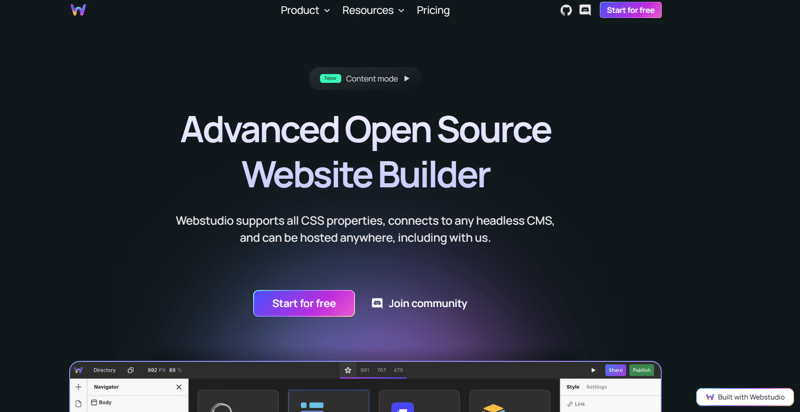 Product Resources Pricing Start for free
New Content mode
Advanced Open Source
Website Builder
Webstudio supports all CSS properties, connects to any headless CMS,
and can be hosted anywhere, including with us.
Start for free Join community
Directory 992 PX 89 % 991 767 478 Share Publish
Navigator Style Settings
Body Link
Built with Webstudio